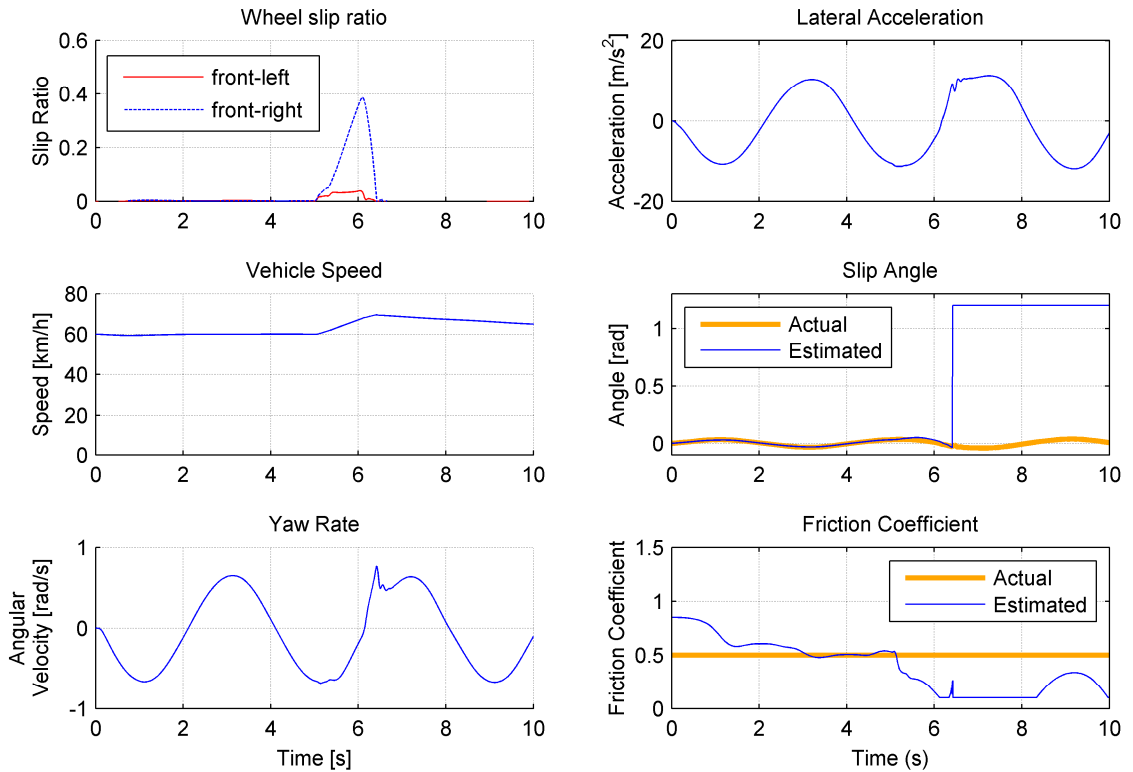 Wheel slip ratio
0.6
0.4
0.2
0
Slip Ratio
front-left
front-right
0 2 4 6 8 10
Lateral Acceleration
20
10
0
-10
-20
Acceleration [m/s²]
0 2 4 6 8 10
Vehicle Speed
80
60
40
20
0
Speed [km/h]
0 2 4 6 8 10
Slip Angle
1
0.5
0
Angle [rad]
Actual
Estimated
0 2 4 6 8 10
Yaw Rate
1
0
-1
Angular
Velocity [rad/s]
0 2 4 6 8 10
Time [s]
Friction Coefficient
1.5
1
0.5
0
Friction Coefficient
Actual
Estimated
0 2 4 6 8 10
Time (s)